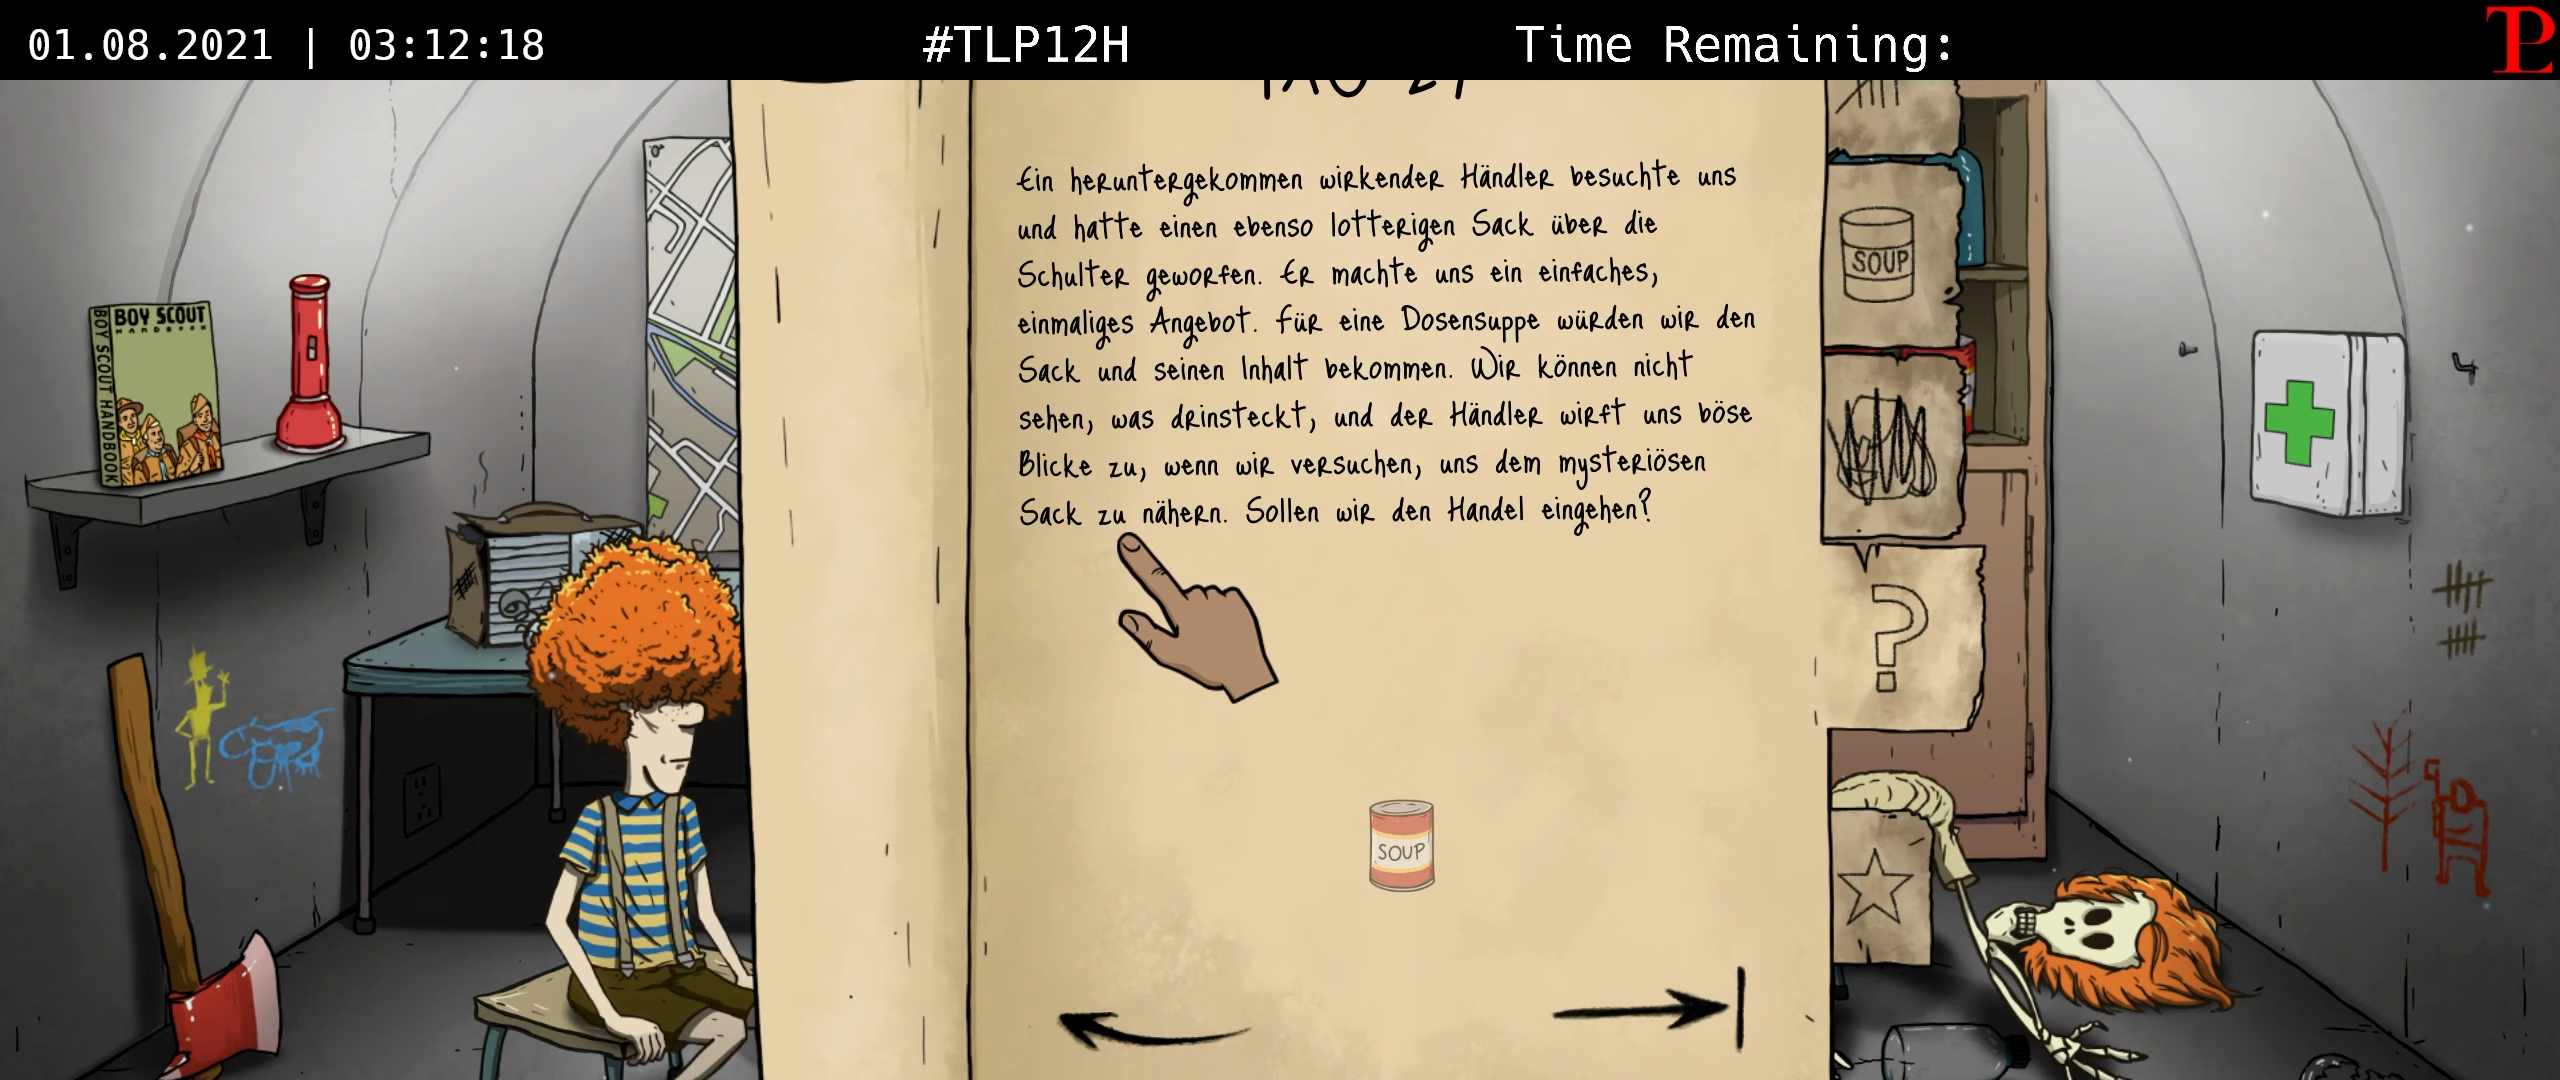 01.08.2021 | 03:12:18
#TLP12H
Time Remaining:
TAG 27
Ein heruntergekommen wirkender Händler besuchte uns
und hatte einen ebenso lotterigen Sack über die
Schulter geworfen. Er machte uns ein einfaches,
einmaliges Angebot. Für eine Dosensuppe würden wir den
Sack und seinen Inhalt bekommen. Wir können nicht
sehen, was drinsteckt, und der Händler wirft uns böse
Blicke zu, wenn wir versuchen, uns dem mysteriösen
Sack zu nähern. Sollen wir den Handel eingehen?
BOY SCOUT
HANDBOOK
BOY SCOUT HANDBOOK
SOUP
?
SOUP